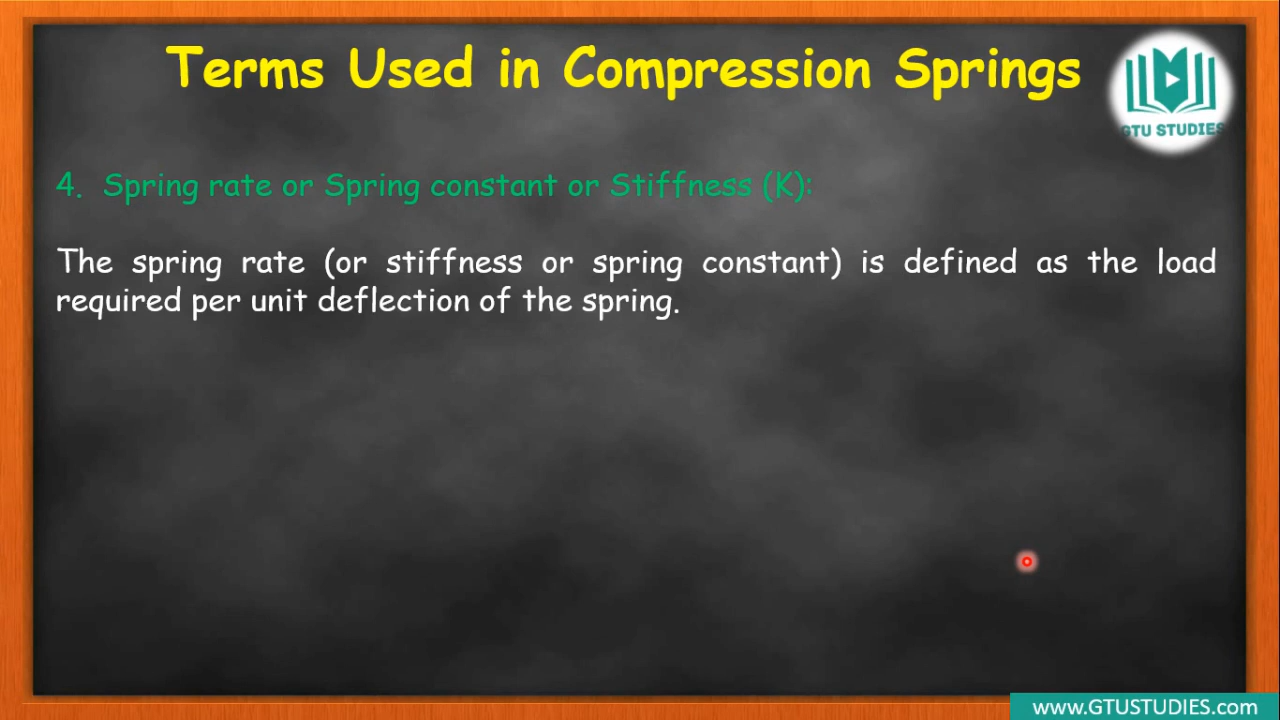 Terms Used in Compression Springs
GTU STUDIES
4. Spring rate or Spring constant or Stiffness (K):
The spring rate (or stiffness or spring constant) is defined as the load
required per unit deflection of the spring.
www.GTUSTUDIES.com